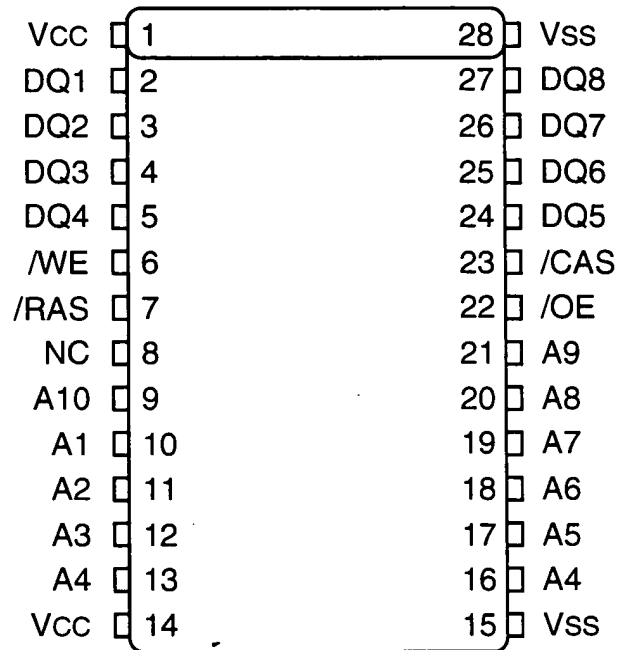 Vcc 1 28 Vss
DQ1 2 27 DQ8
DQ2 3 26 DQ7
DQ3 4 25 DQ6
DQ4 5 24 DQ5
/WE 6 23 /CAS
/RAS 7 22 /OE
NC 8 21 A9
A10 9 20 A8
A1 10 19 A7
A2 11 18 A6
A3 12 17 A5
A4 13 16 A4
Vcc 14 15 Vss